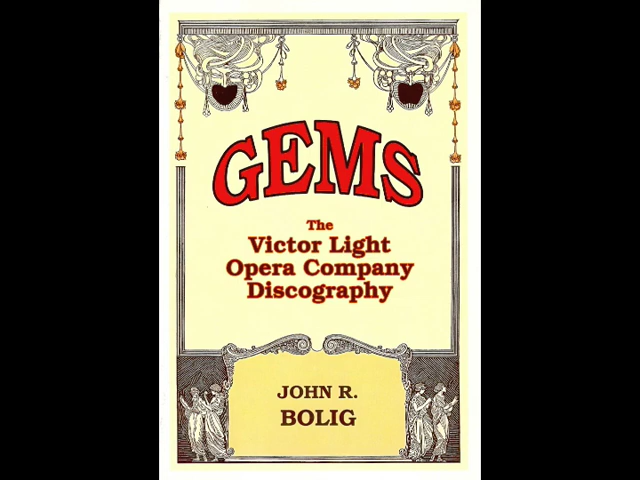 GEMS
The
Victor Light
Opera Company
Discography
JOHN R.
BOLIG